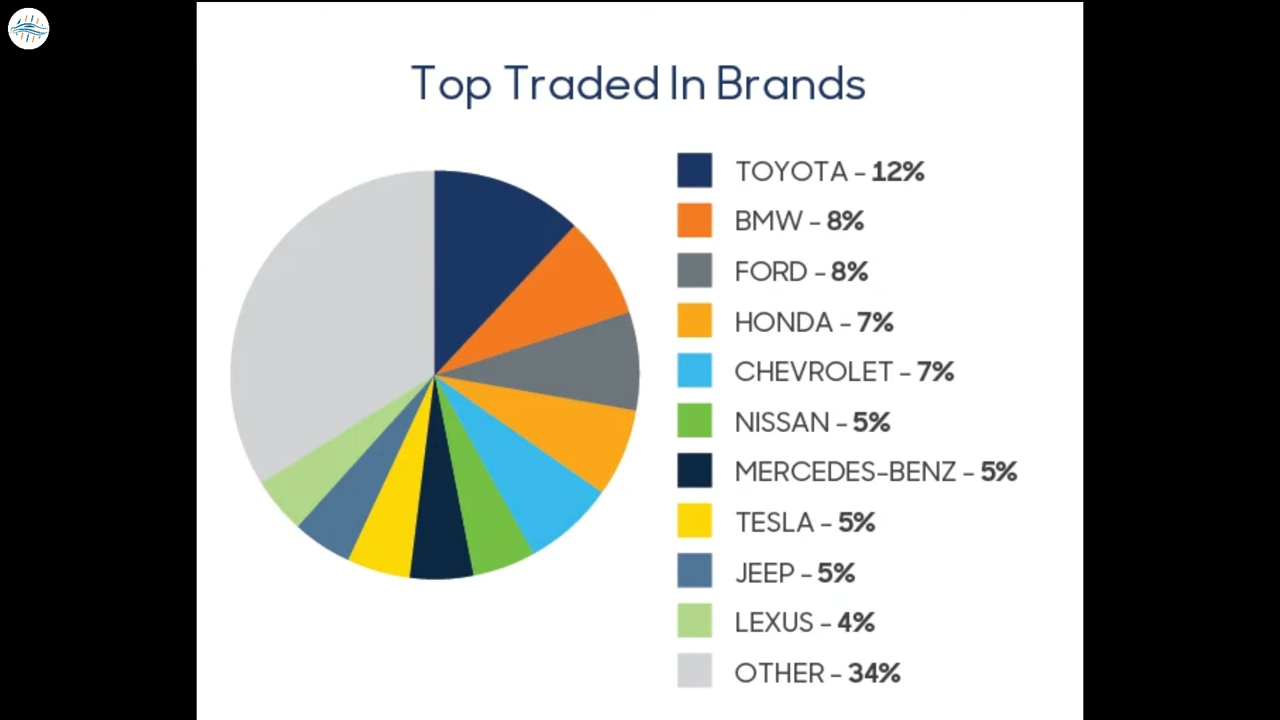 Top Traded In Brands
TOYOTA - 12%
BMW - 8%
FORD - 8%
HONDA - 7%
CHEVROLET - 7%
NISSAN - 5%
MERCEDES-BENZ - 5%
TESLA - 5%
JEEP - 5%
LEXUS - 4%
OTHER - 34%